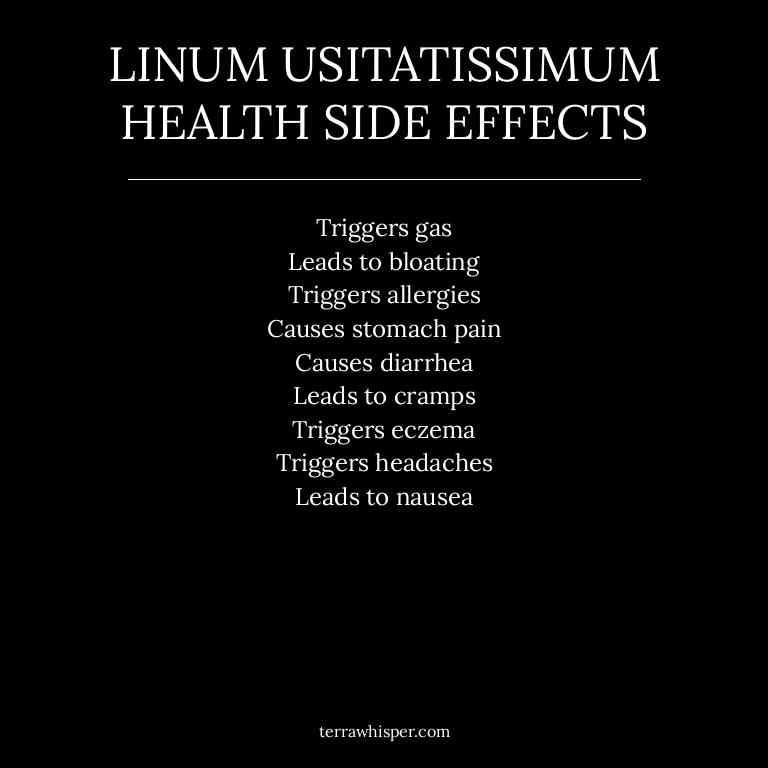 LINUM USITATISSIMUM
HEALTH SIDE EFFECTS
Triggers gas
Leads to bloating
Triggers allergies
Causes stomach pain
Causes diarrhea
Leads to cramps
Triggers eczema
Triggers headaches
Leads to nausea
terrawhisper.com